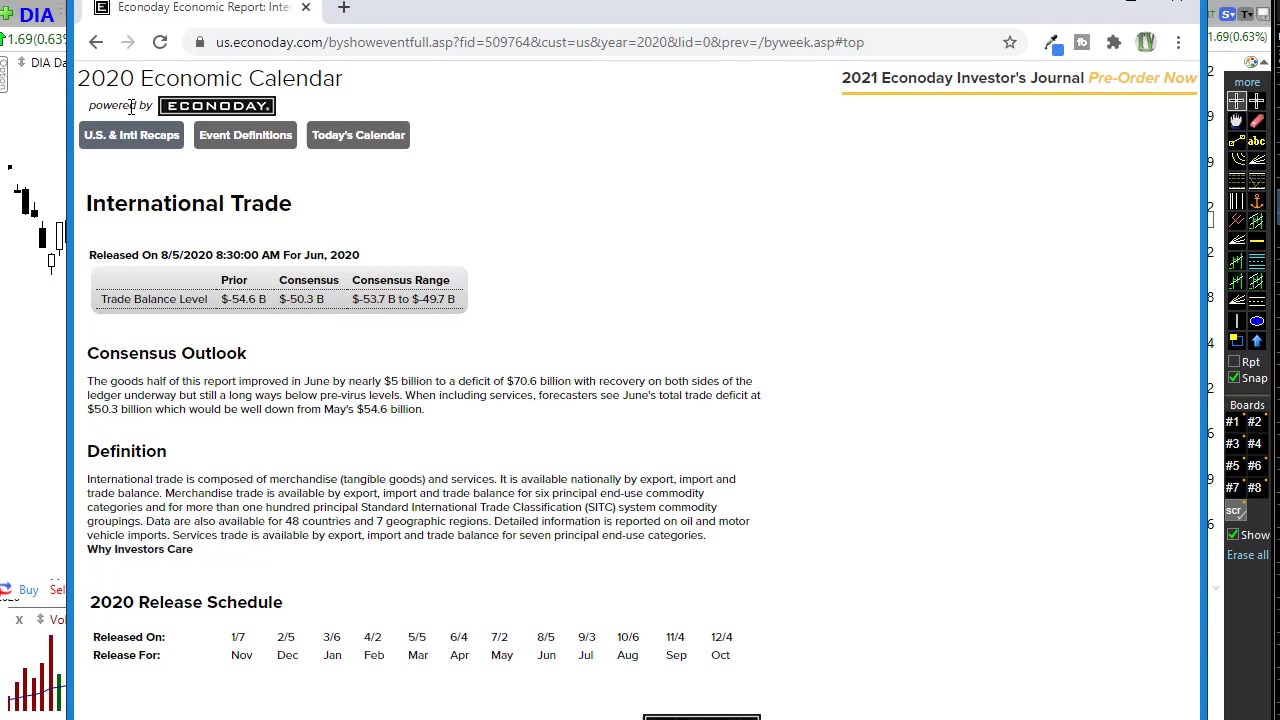 DIA
Econoday Economic Report: Inter
1.69(0.63%
us.econoday.com/byshoweventfull.asp?fid=509764&cust=us&year=2020&lid=0&prev=/byweek.asp#top
1.69(0.63%)
DIA Da
2020 Economic Calendar
2021 Econoday Investor's Journal Pre-Order Now
powered by ECONODAY.
more
U.S. & Intl Recaps
Event Definitions
Today's Calendar
abc
International Trade
Released On 8/5/2020 8:30:00 AM For Jun, 2020
Prior Consensus Consensus Range
Trade Balance Level $-54.6 B $-50.3 B $-53.7 B to $-49.7 B
Consensus Outlook
The goods half of this report improved in June by nearly $5 billion to a deficit of $70.6 billion with recovery on both sides of the
ledger underway but still a long ways below pre-virus levels. When including services, forecasters see June's total trade deficit at
$50.3 billion which would be well down from May's $54.6 billion.
Rpt
Snap
Boards
#1 #2
#3 #4
#5 #6
#7 #8
scr
Show
Erase all
Definition
International trade is composed of merchandise (tangible goods) and services. It is available nationally by export, import and
trade balance. Merchandise trade is available by export, import and trade balance for six principal end-use commodity
categories and for more than one hundred principal Standard International Trade Classification (SITC) system commodity
groupings. Data are also available for 48 countries and 7 geographic regions. Detailed information is reported on oil and motor
vehicle imports. Services trade is available by export, import and trade balance for seven principal end-use categories.
Why Investors Care
Buy Sel
2020 Release Schedule
x Vol
Released On: 1/7 2/5 3/6 4/2 5/5 6/4 7/2 8/5 9/3 10/6 11/4 12/4
Release For: Nov Dec Jan Feb Mar Apr May Jun Jul Aug Sep Oct